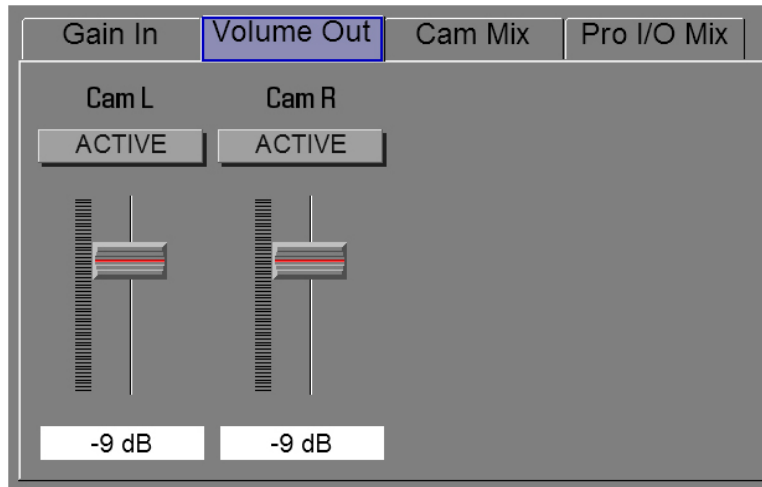 Gain In Volume Out Cam Mix Pro I/O Mix
Cam L Cam R
ACTIVE ACTIVE
-9 dB -9 dB